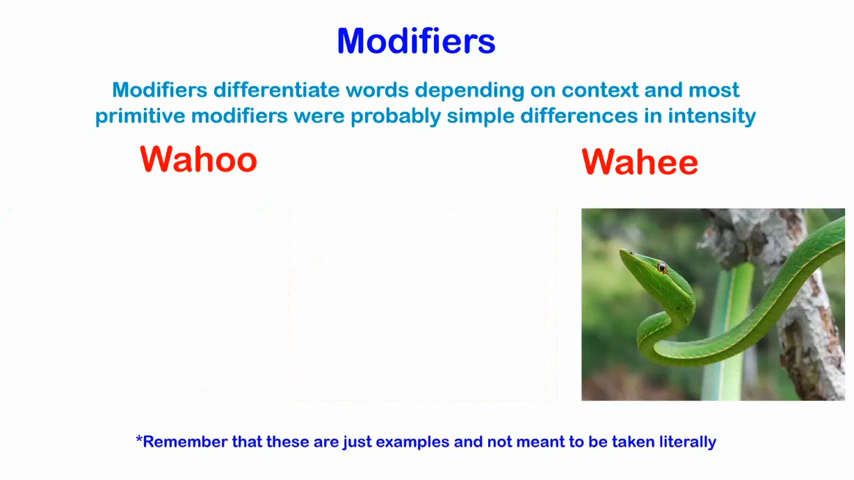 Modifiers
Modifiers differentiate words depending on context and most
primitive modifiers were probably simple differences in intensity
Wahoo
Wahee
*Remember that these are just examples and not meant to be taken literally